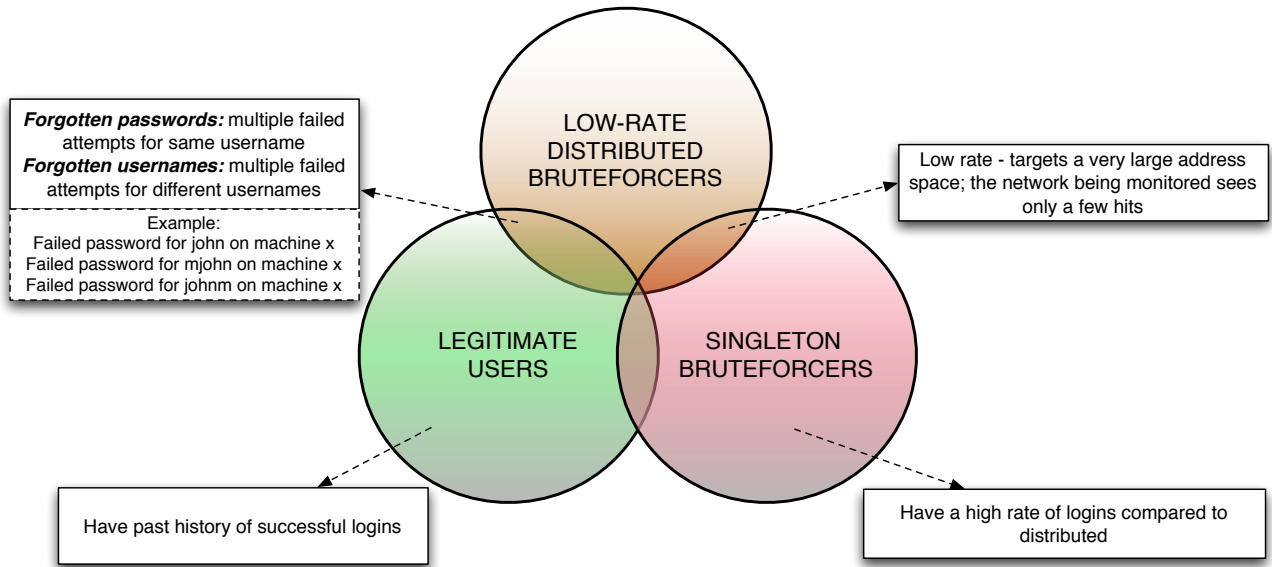 LOW-RATE
DISTRIBUTED
BRUTEFORCERS
Forgotten passwords: multiple failed
attempts for same username
Forgotten usernames: multiple failed
attempts for different usernames
Example:
Failed password for john on machine x
Failed password for mjohn on machine x
Failed password for johnm on machine x
Low rate - targets a very large address
space; the network being monitored sees
only a few hits
LEGITIMATE
USERS
SINGLETON
BRUTEFORCERS
Have past history of successful logins
Have a high rate of logins compared to
distributed